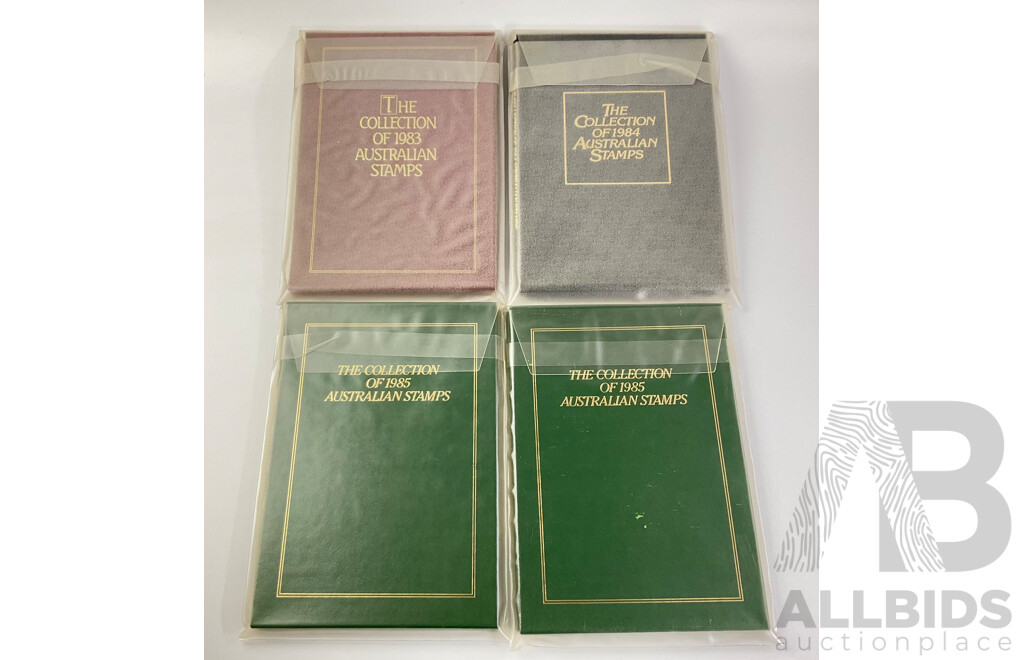 THE
COLLECTION
OF 1983
AUSTRALIAN
STAMPS
THE
COLLECTION
OF 1984
AUSTRALIAN
STAMPS
THE COLLECTION
OF 1985
AUSTRALIAN STAMPS
THE COLLECTION
OF 1985
AUSTRALIAN STAMPS
AB
ALLBIDS
auctionplace